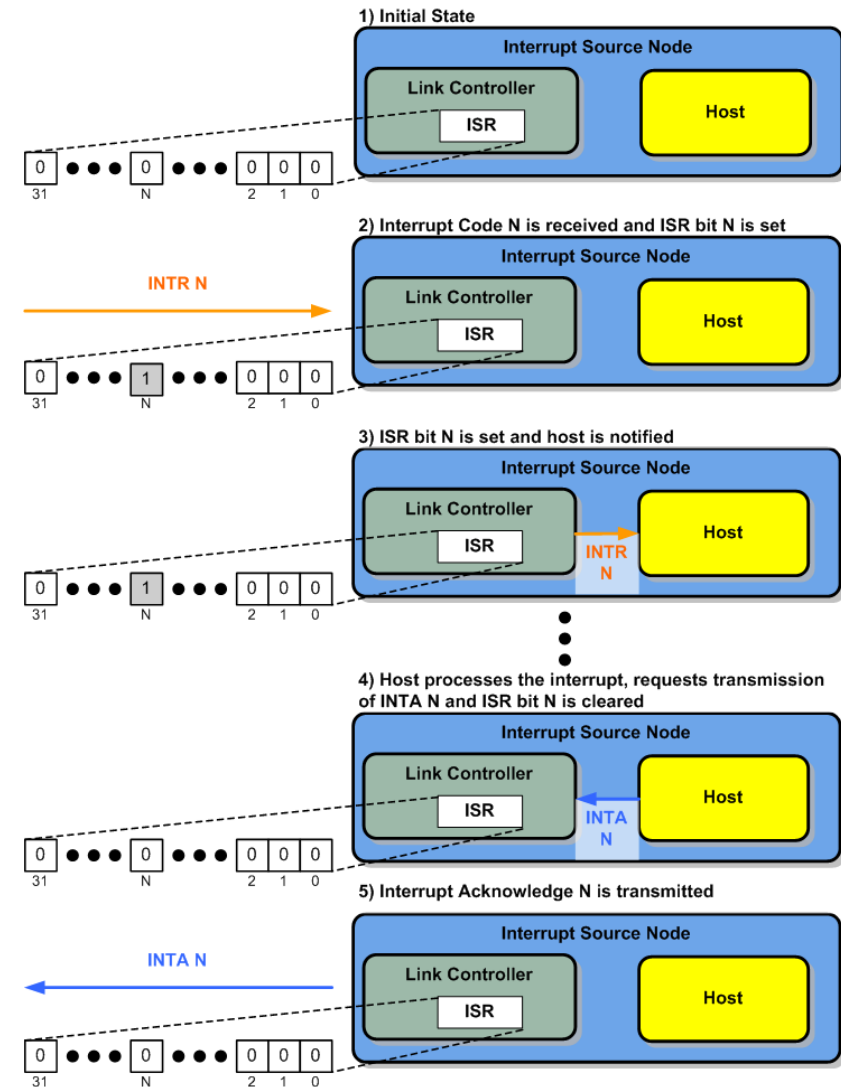 1) Initial State
Interrupt Source Node
Link Controller
ISR
Host
0 0 0 0 0
31 N 2 1 0
2) Interrupt Code N is received and ISR bit N is set
Interrupt Source Node
INTR N
Link Controller
ISR
Host
0 1 0 0 0
31 N 2 1 0
3) ISR bit N is set and host is notified
Interrupt Source Node
Link Controller
ISR
Host
INTR
N
0 1 0 0 0
31 N 2 1 0
4) Host processes the interrupt, requests transmission
of INTA N and ISR bit N is cleared
Interrupt Source Node
Link Controller
ISR
Host
INTA
N
0 0 0 0 0
31 N 2 1 0
5) Interrupt Acknowledge N is transmitted
Interrupt Source Node
INTA N
Link Controller
ISR
Host
0 0 0 0 0
31 N 2 1 0